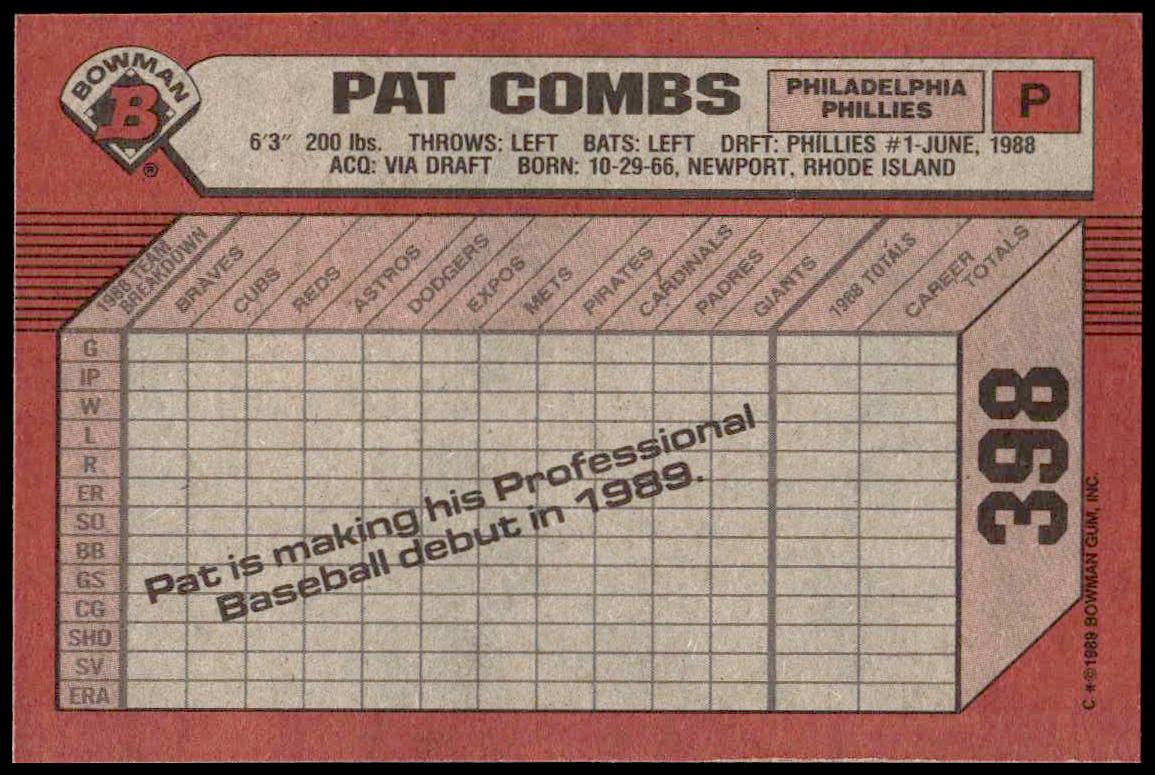 BOWMAN
B
®
PAT COMBS
PHILADELPHIA
PHILLIES
P
6'3" 200 lbs. THROWS: LEFT BATS: LEFT DRFT: PHILLIES #1-JUNE, 1988
ACQ: VIA DRAFT BORN: 10-29-66, NEWPORT, RHODE ISLAND
1988 TEAM
BREAKDOWN
BRAVES
CUBS
REDS
ASTROS
DODGERS
EXPOS
METS
PIRATES
CARDINALS
PADRES
GIANTS
1988 TOTALS
CAREER
TOTALS
G
IP
W
L
R
ER
SO
BB
GS
CG
SHO
SV
ERA
Pat is making his Professional
Baseball debut in 1989.
398
C *©1989 BOWMAN GUM, INC.